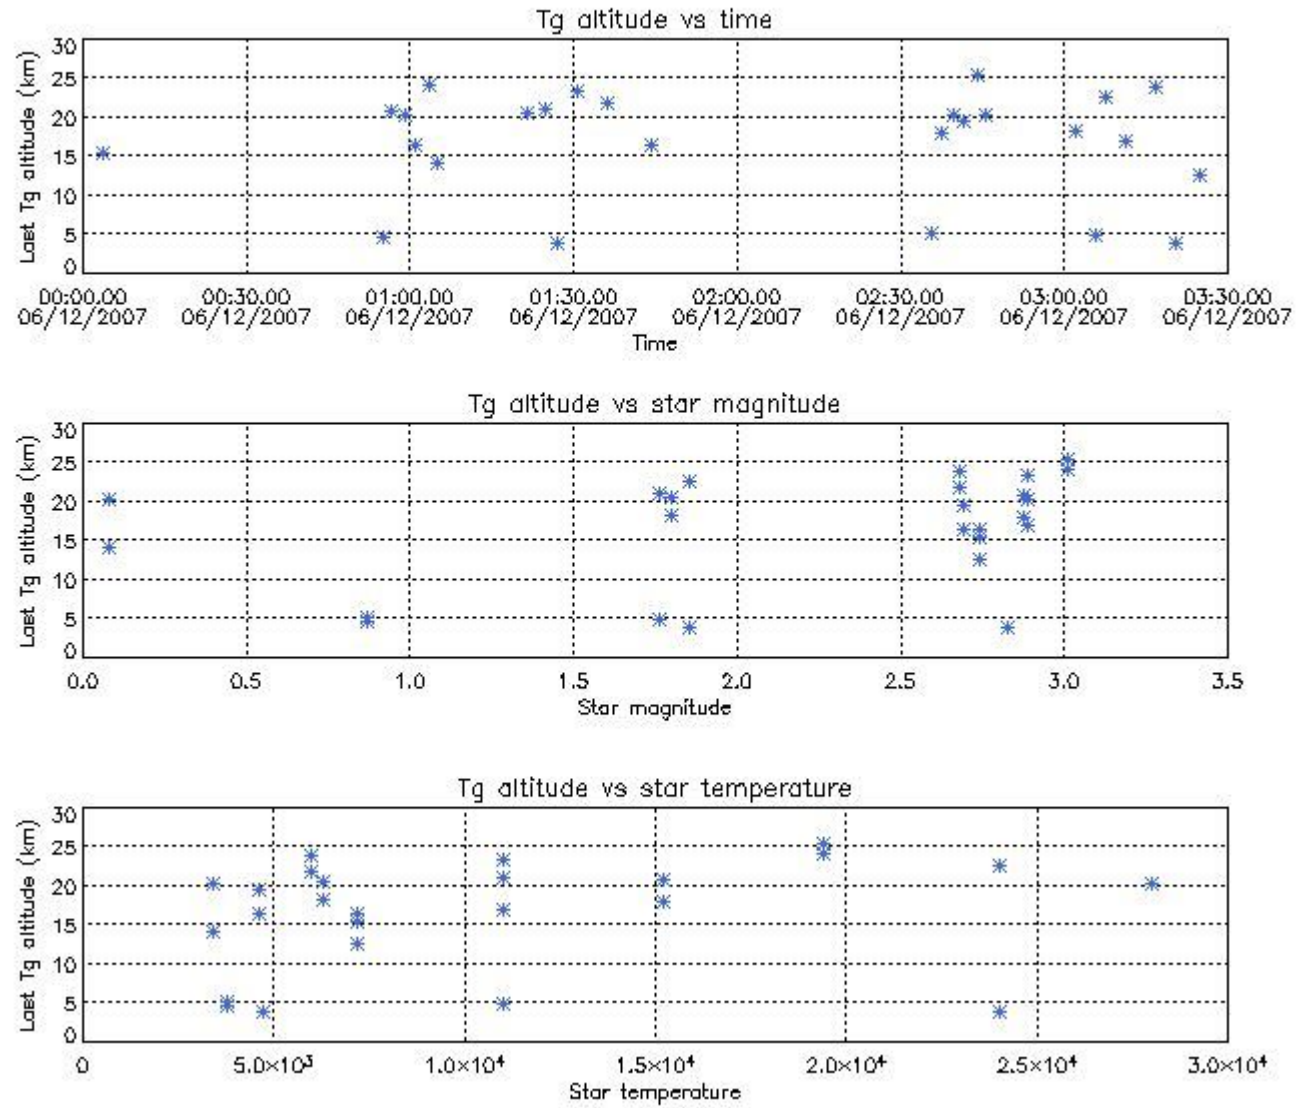 Tg altitude vs time
Last Tg altitude (km)
30
25
20
15
10
5
0
00:00.00 00:30.00 01:00.00 01:30.00 02:00.00 02:30.00 03:00.00 03:30.00
06/12/2007 06/12/2007 06/12/2007 06/12/2007 06/12/2007 06/12/2007 06/12/2007 06/12/2007
Time
Tg altitude vs star magnitude
Last Tg altitude (km)
30
25
20
15
10
5
0
0.0 0.5 1.0 1.5 2.0 2.5 3.0 3.5
Star magnitude
Tg altitude vs star temperature
Last Tg altitude (km)
30
25
20
15
10
5
0
0 5.0×10³ 1.0×10⁴ 1.5×10⁴ 2.0×10⁴ 2.5×10⁴ 3.0×10⁴
Star temperature